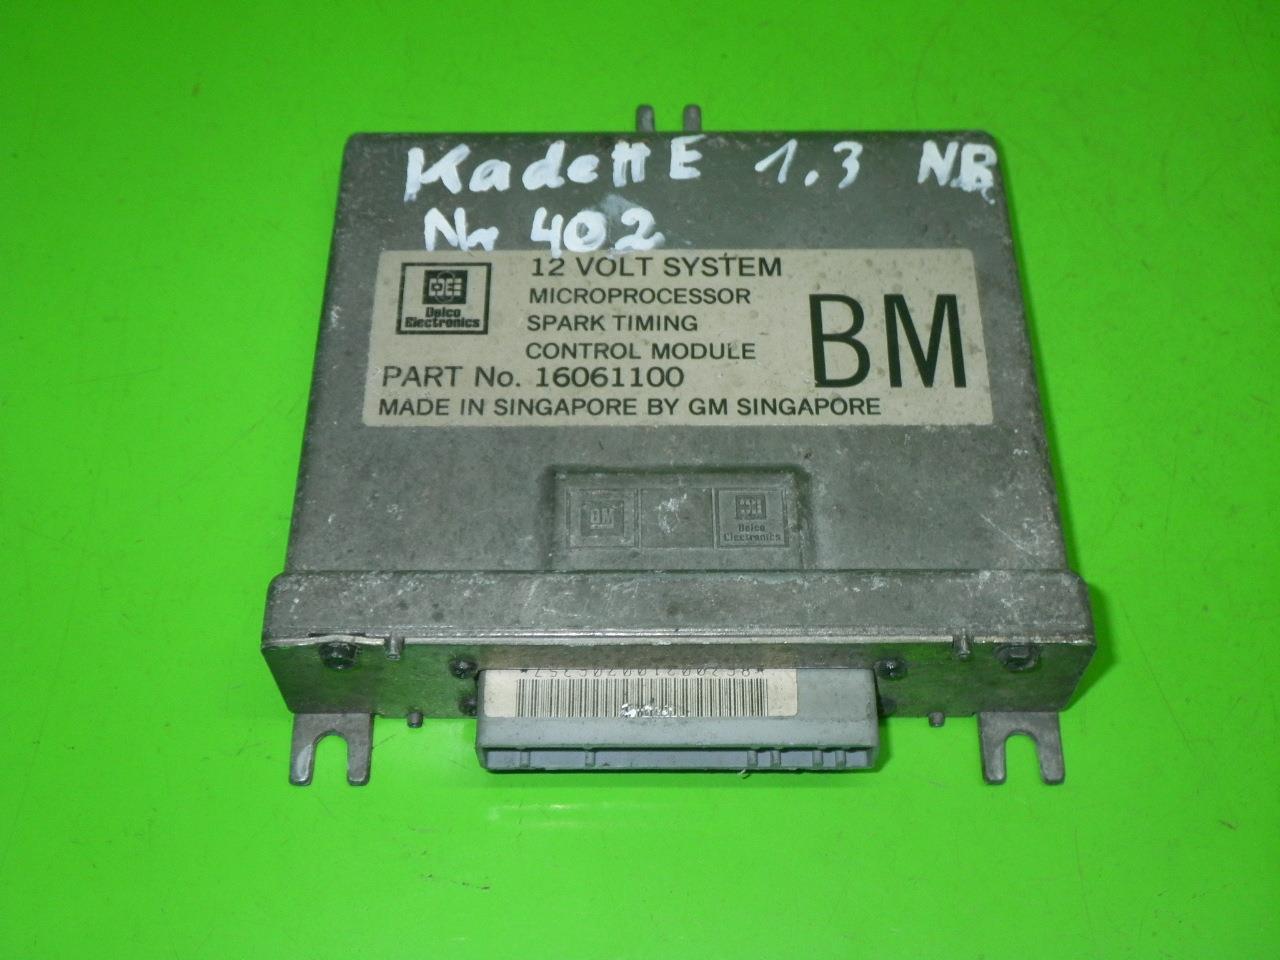 Kadett E 1.3 NB
Nr 402
Delco
Electronics
12 VOLT SYSTEM
MICROPROCESSOR
SPARK TIMING
CONTROL MODULE
BM
PART No. 16061100
MADE IN SINGAPORE BY GM SINGAPORE
GM
Delco
Electronics